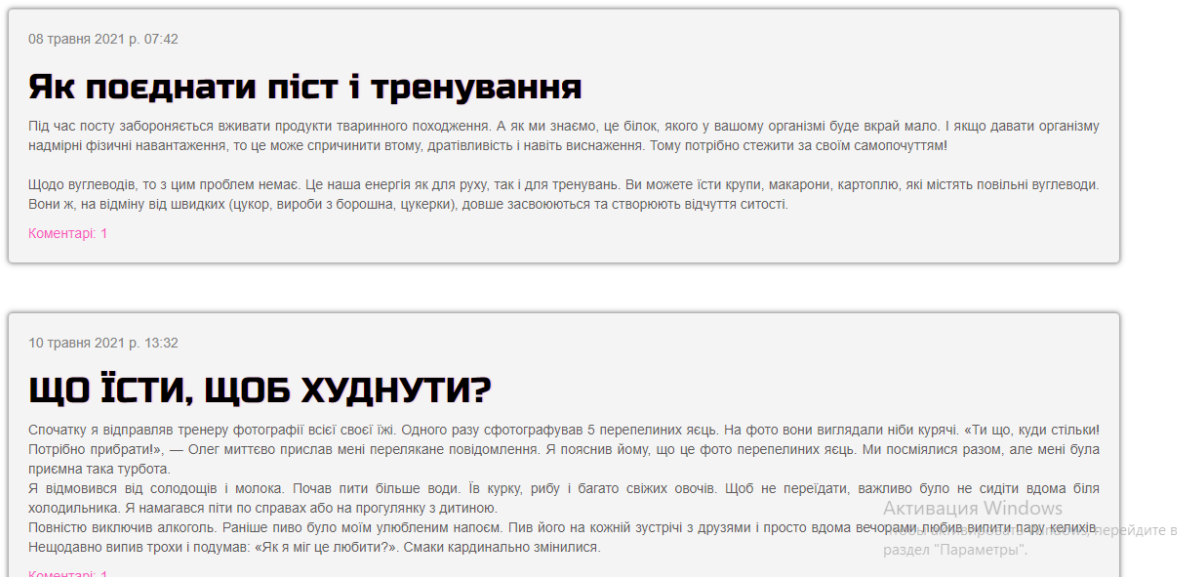 08 травня 2021 р. 07:42
Як поєднати піст і тренування
Під час посту забороняється вживати продукти тваринного походження. А як ми знаємо, це білок, якого у вашому організмі буде вкрай мало. І якщо давати організму
надмірні фізичні навантаження, то це може спричинити втому, дратівливість і навіть виснаження. Тому потрібно стежити за своїм самопочуттям!
Щодо вуглеводів, то з цим проблем немає. Це наша енергія як для руху, так і для тренувань. Ви можете їсти крупи, макарони, картоплю, які містять повільні вуглеводи.
Вони ж, на відміну від швидких (цукор, вироби з борошна, цукерки), довше засвоюються та створюють відчуття ситості.
Коментарі: 1
10 травня 2021 р. 13:32
ЩО ЇСТИ, ЩОБ ХУДНУТИ?
Спочатку я відправляв тренеру фотографії всієї своєї їжі. Одного разу сфотографував 5 перепелиних яєць. На фото вони виглядали ніби курячі. «Ти що, куди стільки!
Потрібно прибрати!», — Олег миттєво прислав мені перелякане повідомлення. Я пояснив йому, що це фото перепелиних яєць. Ми посміялися разом, але мені була
приємна така турбота.
Я відмовився від солодощів і молока. Почав пити більше води. Їв курку, рибу і багато свіжих овочів. Щоб не переїдати, важливо було не сидіти вдома біля
холодильника. Я намагався піти по справах або на прогулянку з дитиною.
Повністю виключив алкоголь. Раніше пиво було моїм улюбленим напоєм. Пив його на кожній зустрічі з друзями і просто вдома вечорами любив випити пару келихів.
Нещодавно випив трохи і подумав: «Як я міг це любити?». Смаки кардинально змінилися.
Коментарі: 1
Активация Windows
перейдите в
раздел "Параметры".